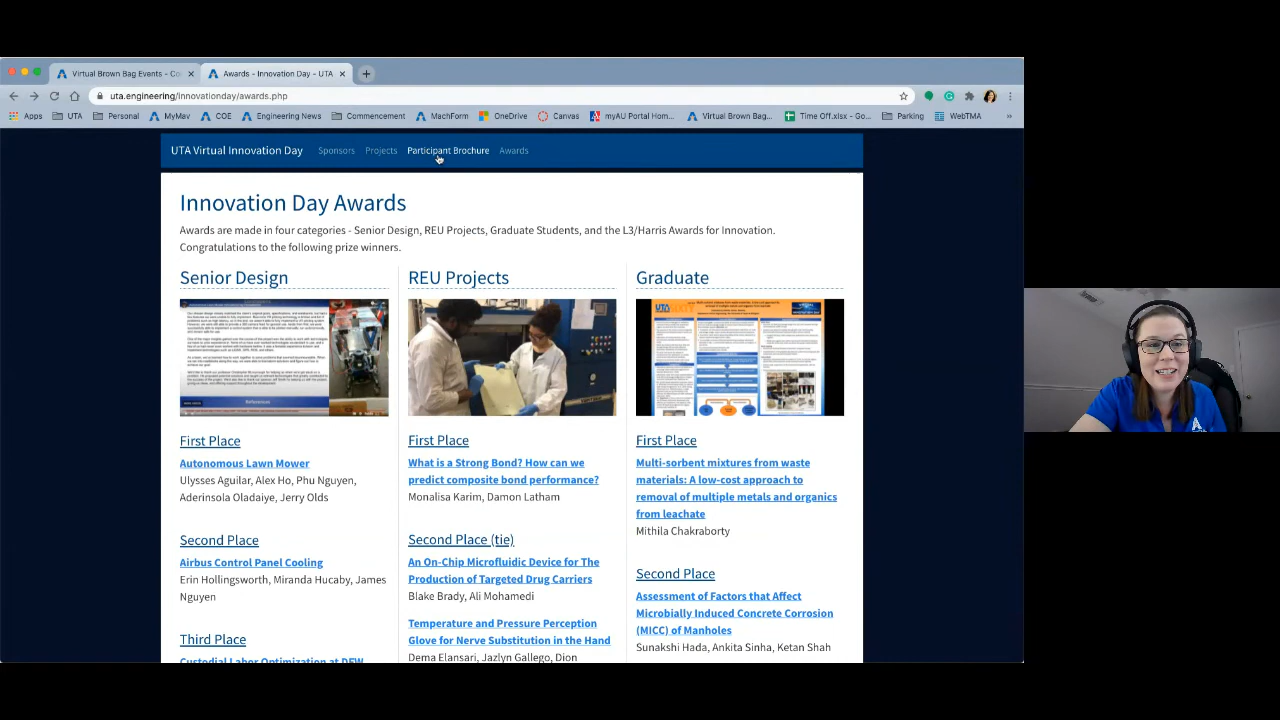 Virtual Brown Bag Events - Co
Awards - Innovation Day - UTA
uta.engineering/innovationday/awards.php
Apps UTA Personal MyMav COE Engineering News Commencement MachForm OneDrive Canvas myAU Portal Hom... Virtual Brown Bag... Time Off.xlsx - Go... Parking WebTMA
UTA Virtual Innovation Day Sponsors Projects Participant Brochure Awards
Innovation Day Awards
Awards are made in four categories - Senior Design, REU Projects, Graduate Students, and the L3/Harris Awards for Innovation.
Congratulations to the following prize winners.
Senior Design
References
First Place
Autonomous Lawn Mower
Ulysses Aguilar, Alex Ho, Phu Nguyen,
Aderinsola Oladaiye, Jerry Olds
Second Place
Airbus Control Panel Cooling
Erin Hollingsworth, Miranda Hucaby, James
Nguyen
Third Place
Custodial Labor Optimization at DFW
REU Projects
First Place
What is a Strong Bond? How can we
predict composite bond performance?
Monalisa Karim, Damon Latham
Second Place (tie)
An On-Chip Microfluidic Device for The
Production of Targeted Drug Carriers
Blake Brady, Ali Mohamedi
Temperature and Pressure Perception
Glove for Nerve Substitution in the Hand
Dema Elansari, Jazlyn Gallego, Dion
Graduate
UTA
First Place
Multi-sorbent mixtures from waste
materials: A low-cost approach to
removal of multiple metals and organics
from leachate
Mithila Chakraborty
Second Place
Assessment of Factors that Affect
Microbially Induced Concrete Corrosion
(MICC) of Manholes
Sunakshi Hada, Ankita Sinha, Ketan Shah